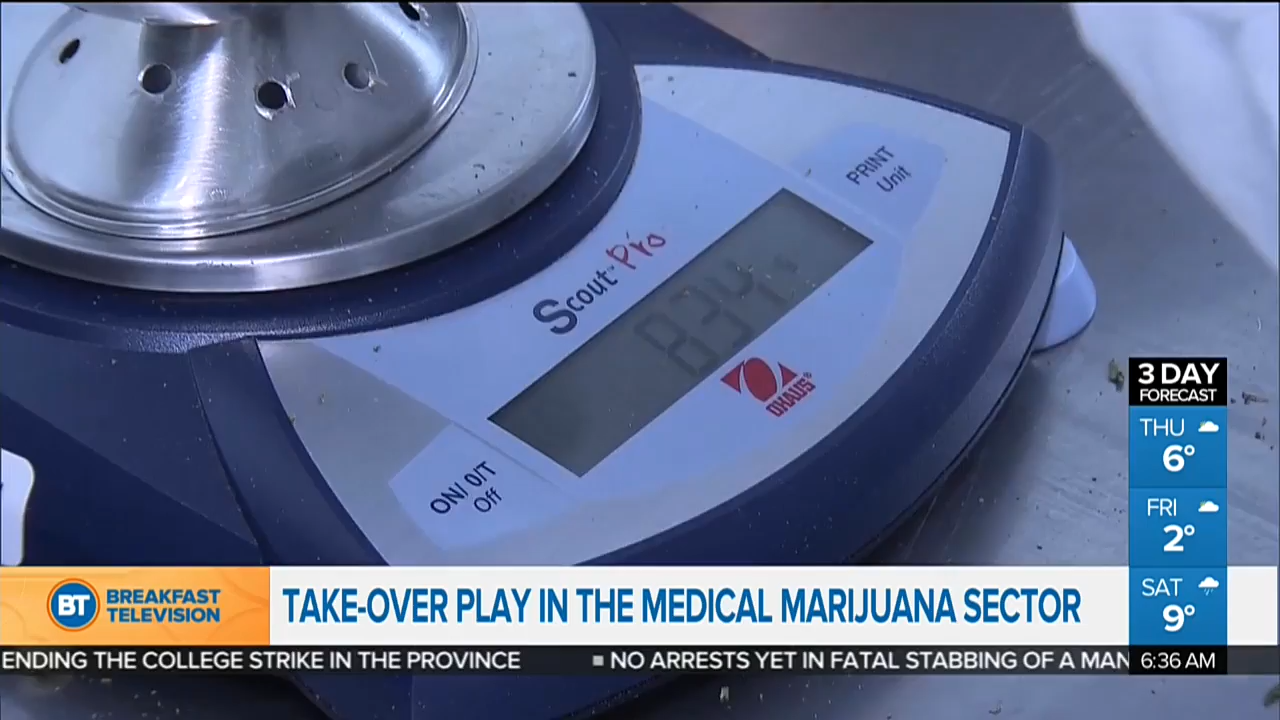 PRINT
Unit
Scout™ Pro
OHAUS®
ON/ 0/T
Off
3 DAY
FORECAST
THU
6°
FRI
2°
SAT
9°
BT BREAKFAST
TELEVISION
TAKE-OVER PLAY IN THE MEDICAL MARIJUANA SECTOR
ENDING THE COLLEGE STRIKE IN THE PROVINCE ■ NO ARRESTS YET IN FATAL STABBING OF A MAN
6:36 AM